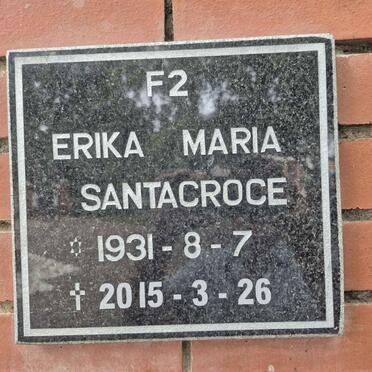 F2
ERIKA MARIA
SANTACROCE
✡ 1931-8-7
✝ 2015-3-26